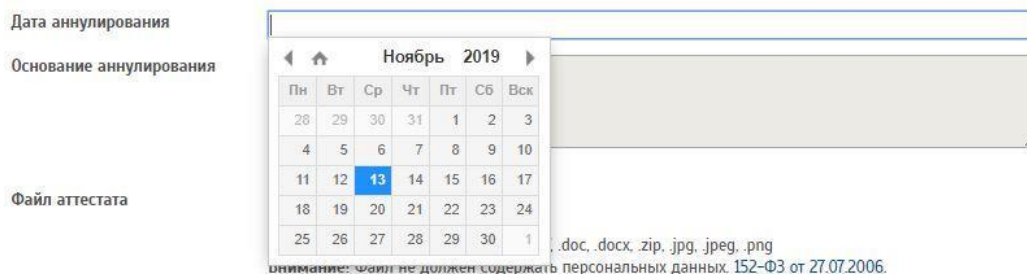 Дата аннулирования
Основание аннулирования
Ноябрь 2019
Пн Вт Ср Чт Пт Сб Вск
28 29 30 31 1 2 3
4 5 6 7 8 9 10
11 12 13 14 15 16 17
18 19 20 21 22 23 24
25 26 27 28 29 30 1
Файл аттестата
.doc, .docx, .zip, .jpg, .jpeg, .png
Внимание! Файл не должен содержать персональных данных. 152-ФЗ от 27.07.2006.